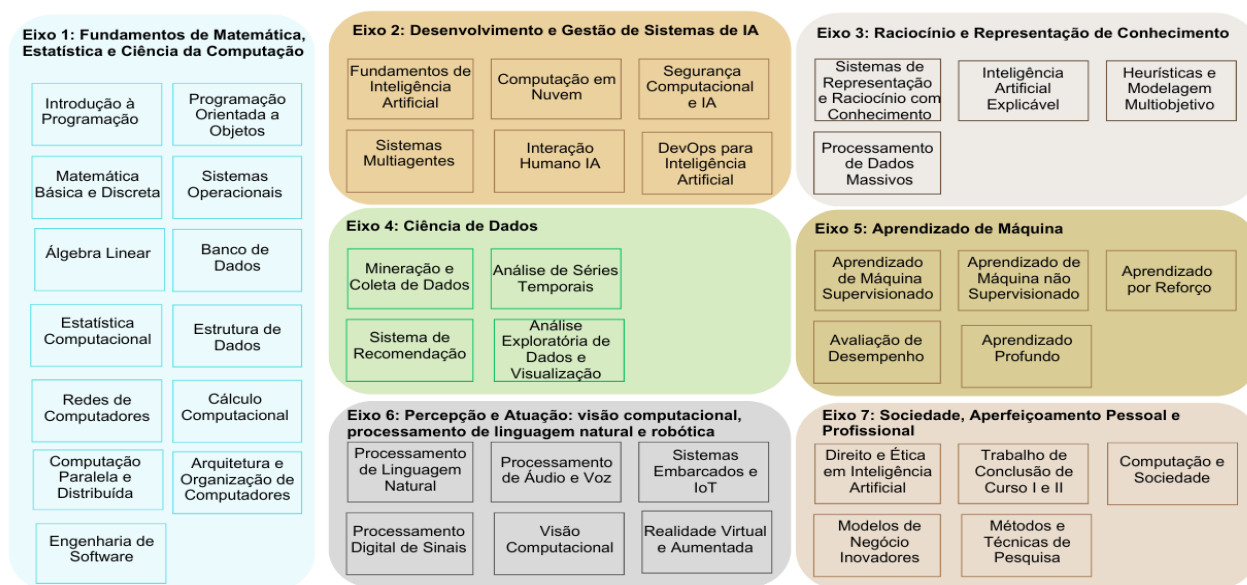 Eixo 1: Fundamentos de Matemática,
Estatística e Ciência da Computação
Introdução à
Programação
Programação
Orientada a
Objetos
Matemática
Básica e Discreta
Sistemas
Operacionais
Álgebra Linear
Banco de
Dados
Estatística
Computacional
Estrutura de
Dados
Redes de
Computadores
Cálculo
Computacional
Computação
Paralela e
Distribuída
Arquitetura e
Organização de
Computadores
Engenharia de
Software
Eixo 2: Desenvolvimento e Gestão de Sistemas de IA
Fundamentos de
Inteligência
Artificial
Computação em
Nuvem
Segurança
Computacional
e IA
Sistemas
Multiagentes
Interação
Humano IA
DevOps para
Inteligência
Artificial
Eixo 3: Raciocínio e Representação de Conhecimento
Sistemas de
Representação
e Raciocínio com
Conhecimento
Inteligência
Artificial
Explicável
Heurísticas e
Modelagem
Multiobjetivo
Processamento
de Dados
Massivos
Eixo 4: Ciência de Dados
Mineração e
Coleta de Dados
Análise de Séries
Temporais
Sistema de
Recomendação
Análise
Exploratória de
Dados e
Visualização
Eixo 5: Aprendizado de Máquina
Aprendizado
de Máquina
Supervisionado
Aprendizado de
Máquina não
Supervisionado
Aprendizado
por Reforço
Avaliação de
Desempenho
Aprendizado
Profundo
Eixo 6: Percepção e Atuação: visão computacional,
processamento de linguagem natural e robótica
Processamento
de Linguagem
Natural
Processamento
de Áudio e Voz
Sistemas
Embarcados e
IoT
Processamento
Digital de Sinais
Visão
Computacional
Realidade Virtual
e Aumentada
Eixo 7: Sociedade, Aperfeiçoamento Pessoal e
Profissional
Direito e Ética
em Inteligência
Artificial
Trabalho de
Conclusão de
Curso I e II
Computação e
Sociedade
Modelos de
Negócio
Inovadores
Métodos e
Técnicas de
Pesquisa